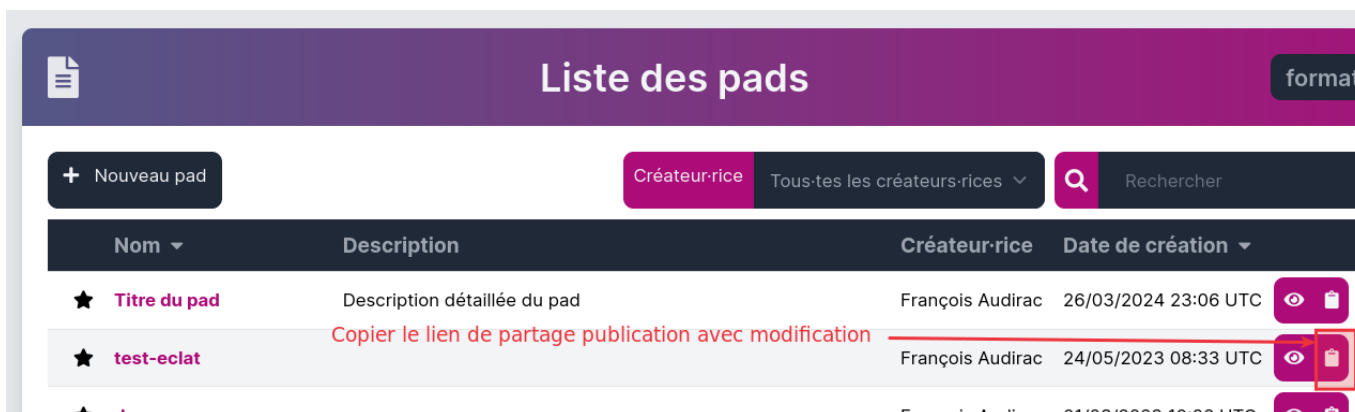 Liste des pads
format
+ Nouveau pad
Créateur·rice Tous·tes les créateurs·rices
Rechercher
Nom Description Créateur·rice Date de création
Titre du pad Description détaillée du pad François Audirac 26/03/2024 23:06 UTC
Copier le lien de partage publication avec modification
test-eclat François Audirac 24/05/2023 08:33 UTC